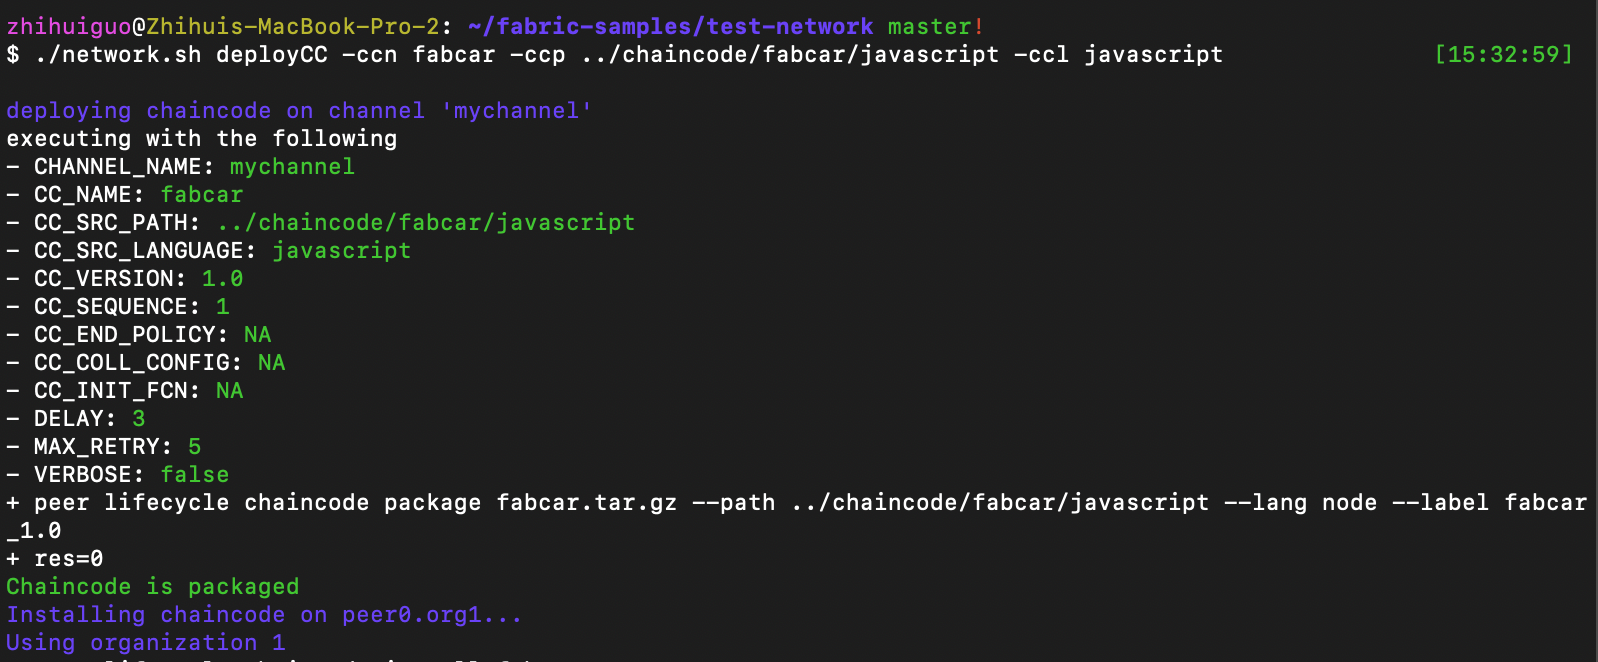 zhihuiguo@Zhihuis-MacBook-Pro-2: ~/fabric-samples/test-network master!
$ ./network.sh deployCC -ccn fabcar -ccp ../chaincode/fabcar/javascript -ccl javascript [15:32:59]
deploying chaincode on channel 'mychannel'
executing with the following
- CHANNEL_NAME: mychannel
- CC_NAME: fabcar
- CC_SRC_PATH: ../chaincode/fabcar/javascript
- CC_SRC_LANGUAGE: javascript
- CC_VERSION: 1.0
- CC_SEQUENCE: 1
- CC_END_POLICY: NA
- CC_COLL_CONFIG: NA
- CC_INIT_FCN: NA
- DELAY: 3
- MAX_RETRY: 5
- VERBOSE: false
+ peer lifecycle chaincode package fabcar.tar.gz --path ../chaincode/fabcar/javascript --lang node --label fabcar
_1.0
+ res=0
Chaincode is packaged
Installing chaincode on peer0.org1...
Using organization 1